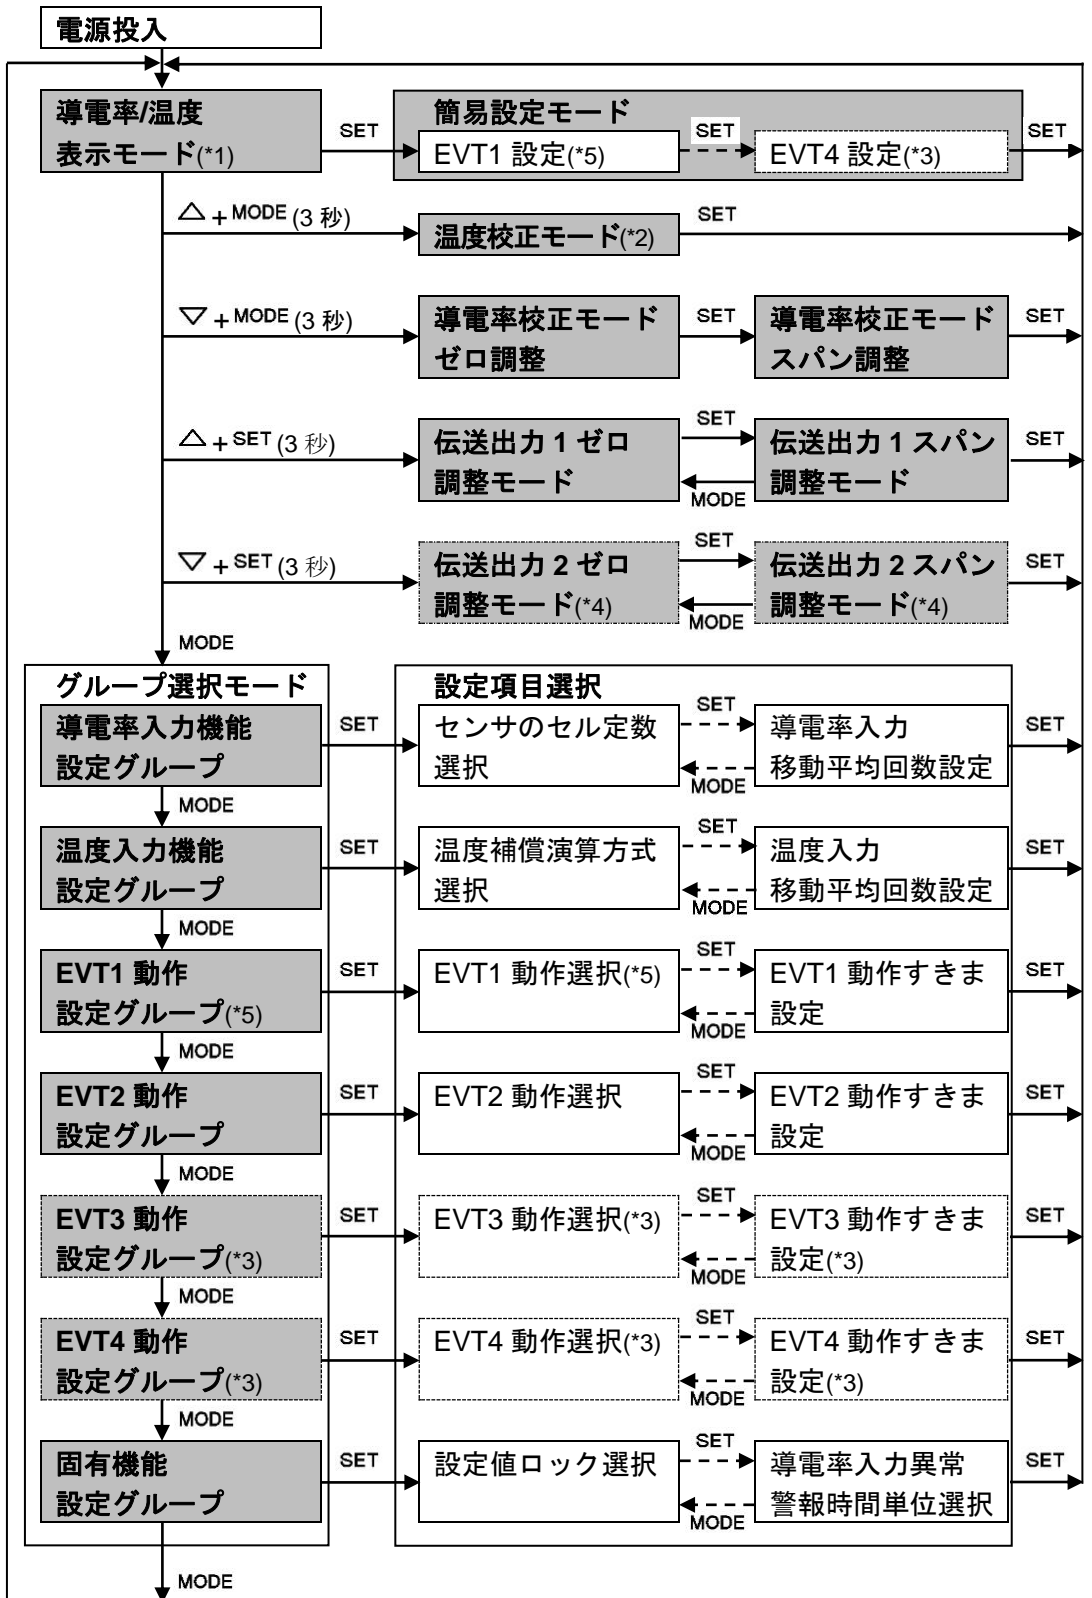 電源投入
導電率/温度
表示モード(*1)
SET
簡易設定モード
EVT1 設定(*5)
SET
EVT4 設定(*3)
SET
△ + MODE (3 秒)
温度校正モード(*2)
SET
▽ + MODE (3 秒)
導電率校正モード
ゼロ調整
SET
導電率校正モード
スパン調整
SET
△ + SET (3 秒)
伝送出力 1 ゼロ
調整モード
SET
MODE
伝送出力 1 スパン
調整モード
SET
▽ + SET (3 秒)
伝送出力 2 ゼロ
調整モード(*4)
SET
MODE
伝送出力 2 スパン
調整モード(*4)
SET
MODE
グループ選択モード
設定項目選択
導電率入力機能
設定グループ
SET
センサのセル定数
選択
SET
MODE
導電率入力
移動平均回数設定
SET
MODE
温度入力機能
設定グループ
SET
温度補償演算方式
選択
SET
MODE
温度入力
移動平均回数設定
SET
MODE
EVT1 動作
設定グループ(*5)
SET
EVT1 動作選択(*5)
SET
MODE
EVT1 動作すきま
設定
SET
MODE
EVT2 動作
設定グループ
SET
EVT2 動作選択
SET
MODE
EVT2 動作すきま
設定
SET
MODE
EVT3 動作
設定グループ(*3)
SET
EVT3 動作選択(*3)
SET
MODE
EVT3 動作すきま
設定(*3)
SET
MODE
EVT4 動作
設定グループ(*3)
SET
EVT4 動作選択(*3)
SET
MODE
EVT4 動作すきま
設定(*3)
SET
MODE
固有機能
設定グループ
SET
設定値ロック選択
SET
MODE
導電率入力異常
警報時間単位選択
SET
MODE